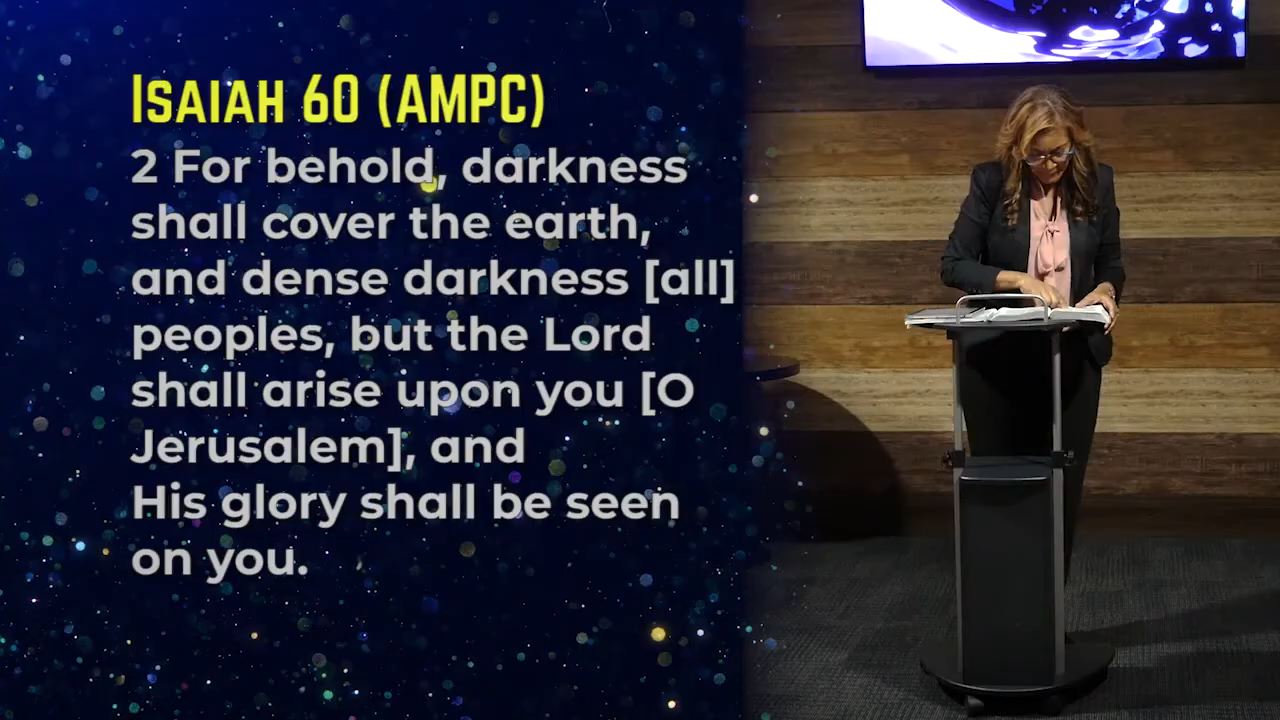 Isaiah 60 (AMPC)
2 For behold, darkness
shall cover the earth,
and dense darkness [all]
peoples, but the Lord
shall arise upon you [O
Jerusalem], and
His glory shall be seen
on you.